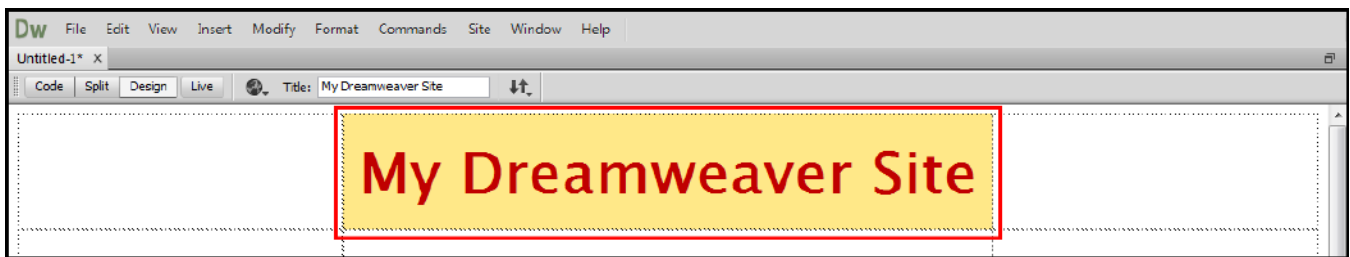 Dw File Edit View Insert Modify Format Commands Site Window Help
Untitled-1* X
Code Split Design Live Title: My Dreamweaver Site
My Dreamweaver Site